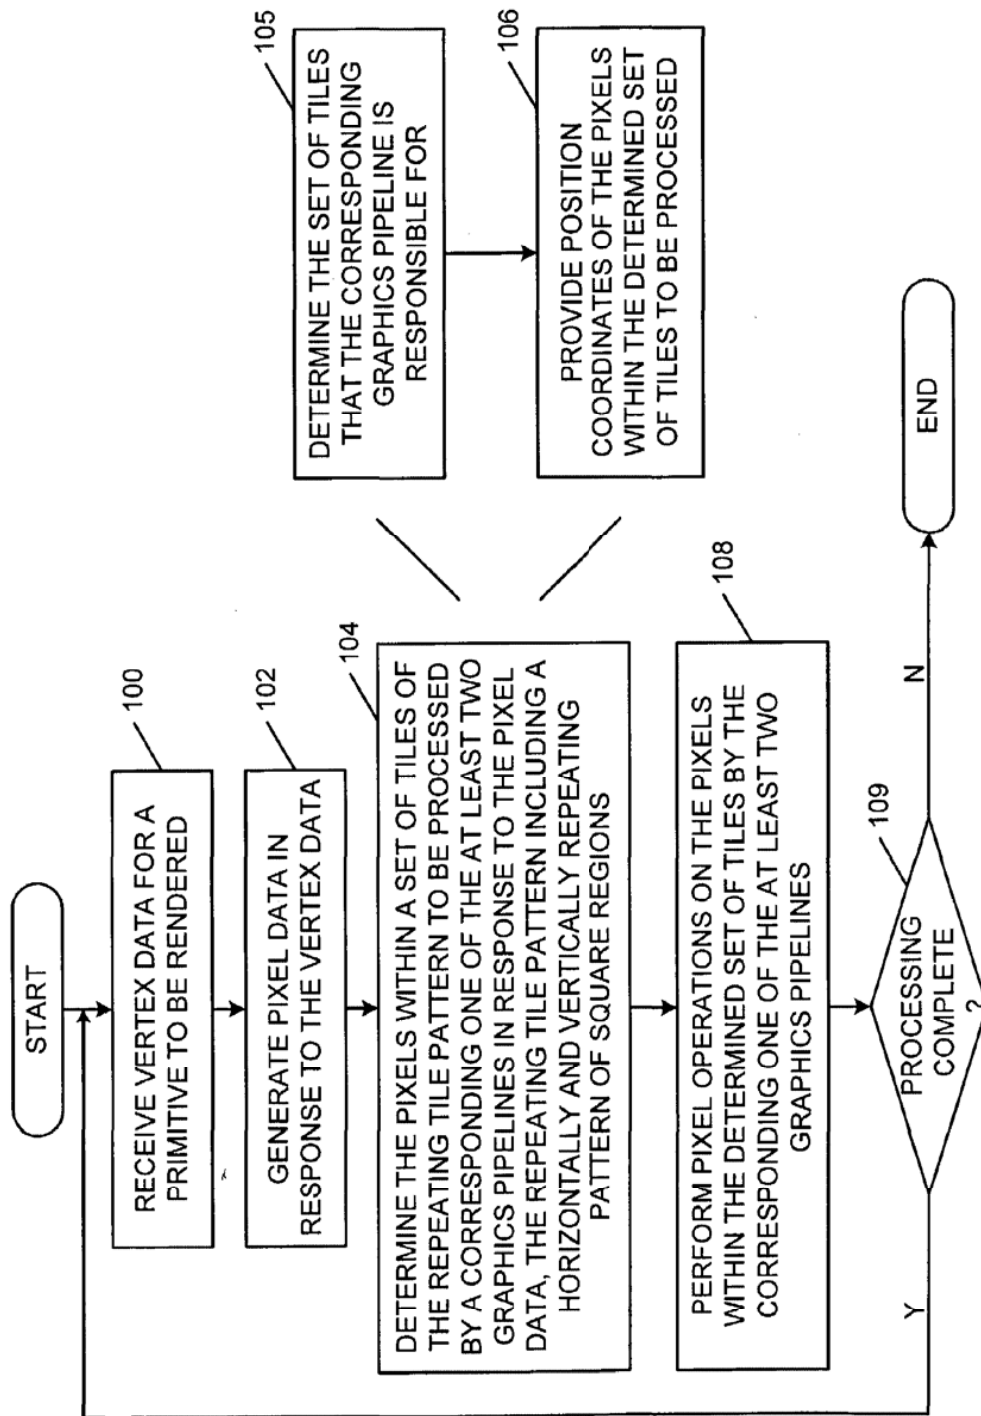 START
100
RECEIVE VERTEX DATA FOR A
PRIMITIVE TO BE RENDERED
102
GENERATE PIXEL DATA IN
RESPONSE TO THE VERTEX DATA
104
DETERMINE THE PIXELS WITHIN A SET OF TILES OF
THE REPEATING TILE PATTERN TO BE PROCESSED
BY A CORRESPONDING ONE OF THE AT LEAST TWO
GRAPHICS PIPELINES IN RESPONSE TO THE PIXEL
DATA, THE REPEATING TILE PATTERN INCLUDING A
HORIZONTALLY AND VERTICALLY REPEATING
PATTERN OF SQUARE REGIONS
105
DETERMINE THE SET OF TILES
THAT THE CORRESPONDING
GRAPHICS PIPELINE IS
RESPONSIBLE FOR
106
PROVIDE POSITION
COORDINATES OF THE PIXELS
WITHIN THE DETERMINED SET
OF TILES TO BE PROCESSED
108
PERFORM PIXEL OPERATIONS ON THE PIXELS
WITHIN THE DETERMINED SET OF TILES BY THE
CORRESPONDING ONE OF THE AT LEAST TWO
GRAPHICS PIPELINES
109
PROCESSING
COMPLETE
?
Y
N
END